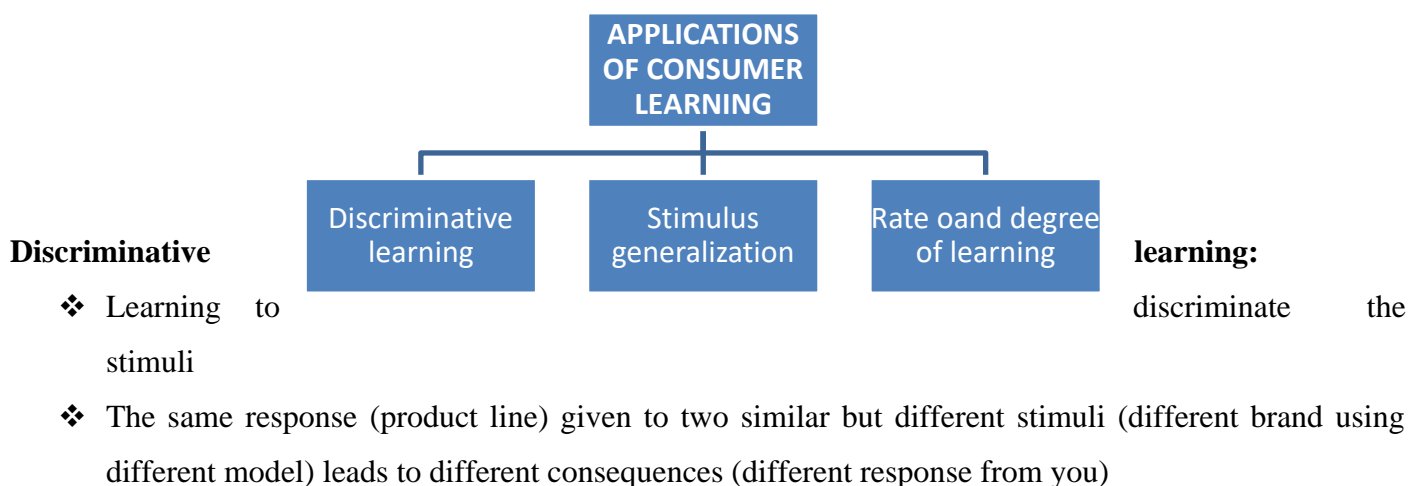 APPLICATIONS
OF CONSUMER
LEARNING
Discriminative
learning
Stimulus
generalization
Rate oand degree
of learning
Discriminative learning:
❖ Learning to discriminate the
stimuli
❖ The same response (product line) given to two similar but different stimuli (different brand using
different model) leads to different consequences (different response from you)